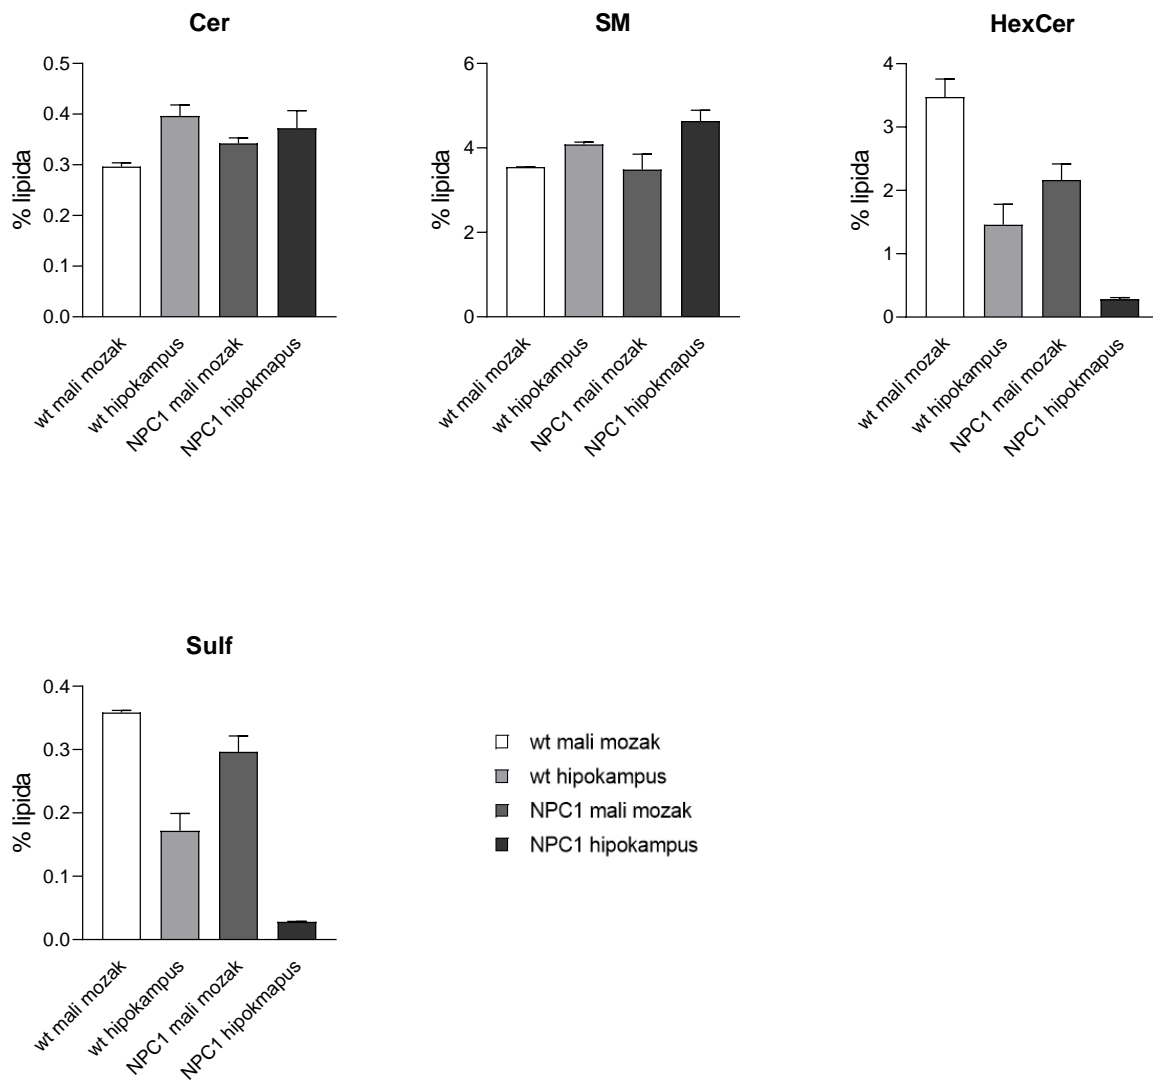 Cer
% lipida
0.5
0.4
0.3
0.2
0.1
0.0
wt mali mozak
wt hipokampus
NPC1 mali mozak
NPC1 hipokmapus
SM
% lipida
6
4
2
0
wt mali mozak
wt hipokampus
NPC1 mali mozak
NPC1 hipokmapus
HexCer
% lipida
4
3
2
1
0
wt mali mozak
wt hipokampus
NPC1 mali mozak
NPC1 hipokmapus
Sulf
% lipida
0.4
0.3
0.2
0.1
0.0
wt mali mozak
wt hipokampus
NPC1 mali mozak
NPC1 hipokmapus
wt mali mozak
wt hipokampus
NPC1 mali mozak
NPC1 hipokampus